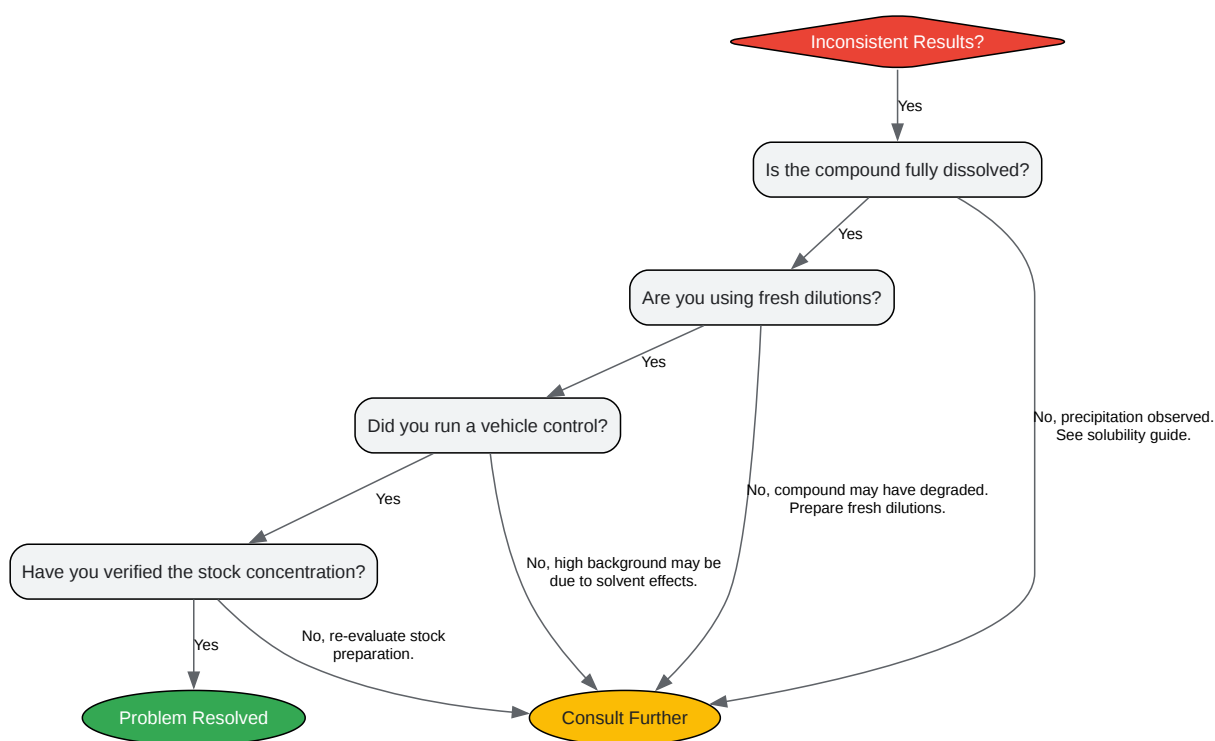 Inconsistent Results?
Yes
Is the compound fully dissolved?
Yes
Are you using fresh dilutions?
Yes
Did you run a vehicle control?
No, precipitation observed.
See solubility guide.
Yes
No, compound may have degraded.
Prepare fresh dilutions.
Have you verified the stock concentration?
No, high background may be
due to solvent effects.
Yes
No, re-evaluate stock
preparation.
Problem Resolved
Consult Further